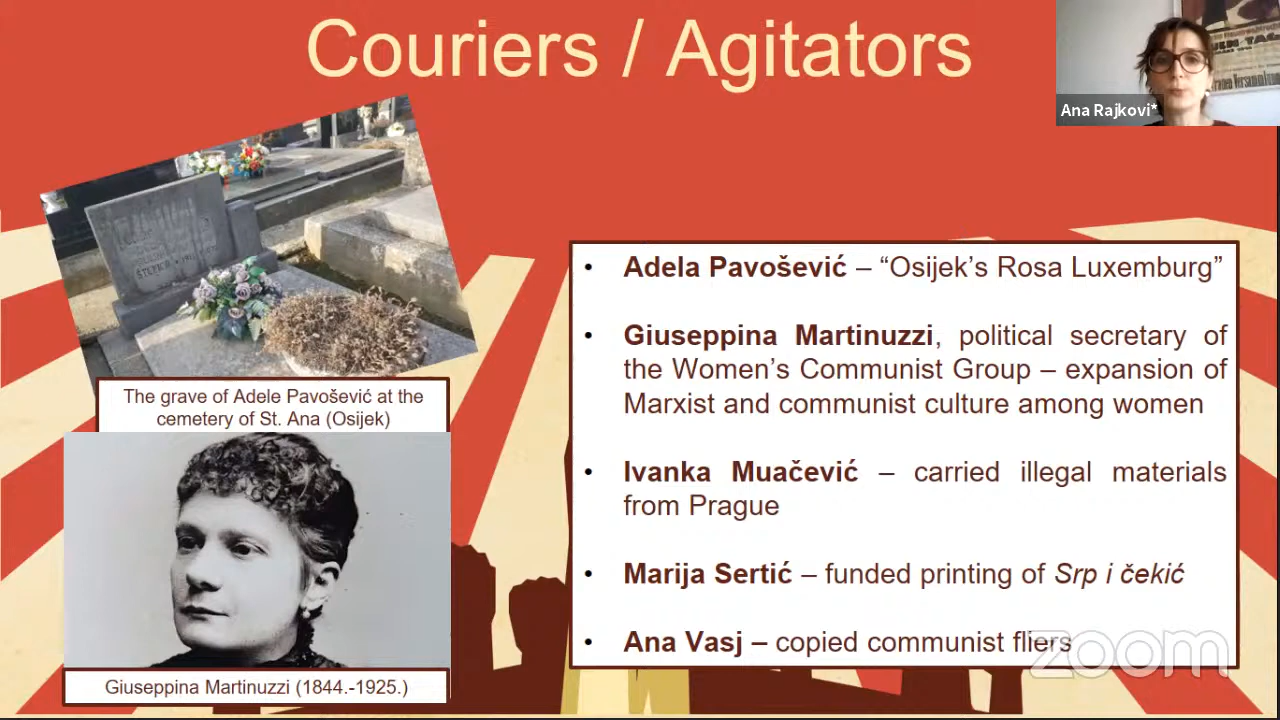 Couriers / Agitators
Ana Rajkovi*
The grave of Adele Pavošević at the
cemetery of St. Ana (Osijek)
Giuseppina Martinuzzi (1844.-1925.)
• Adela Pavošević – “Osijek’s Rosa Luxemburg”
• Giuseppina Martinuzzi, political secretary of
the Women’s Communist Group – expansion of
Marxist and communist culture among women
• Ivanka Muačević – carried illegal materials
from Prague
• Marija Sertić – funded printing of Srp i čekić
• Ana Vasj – copied communist fliers
zoom